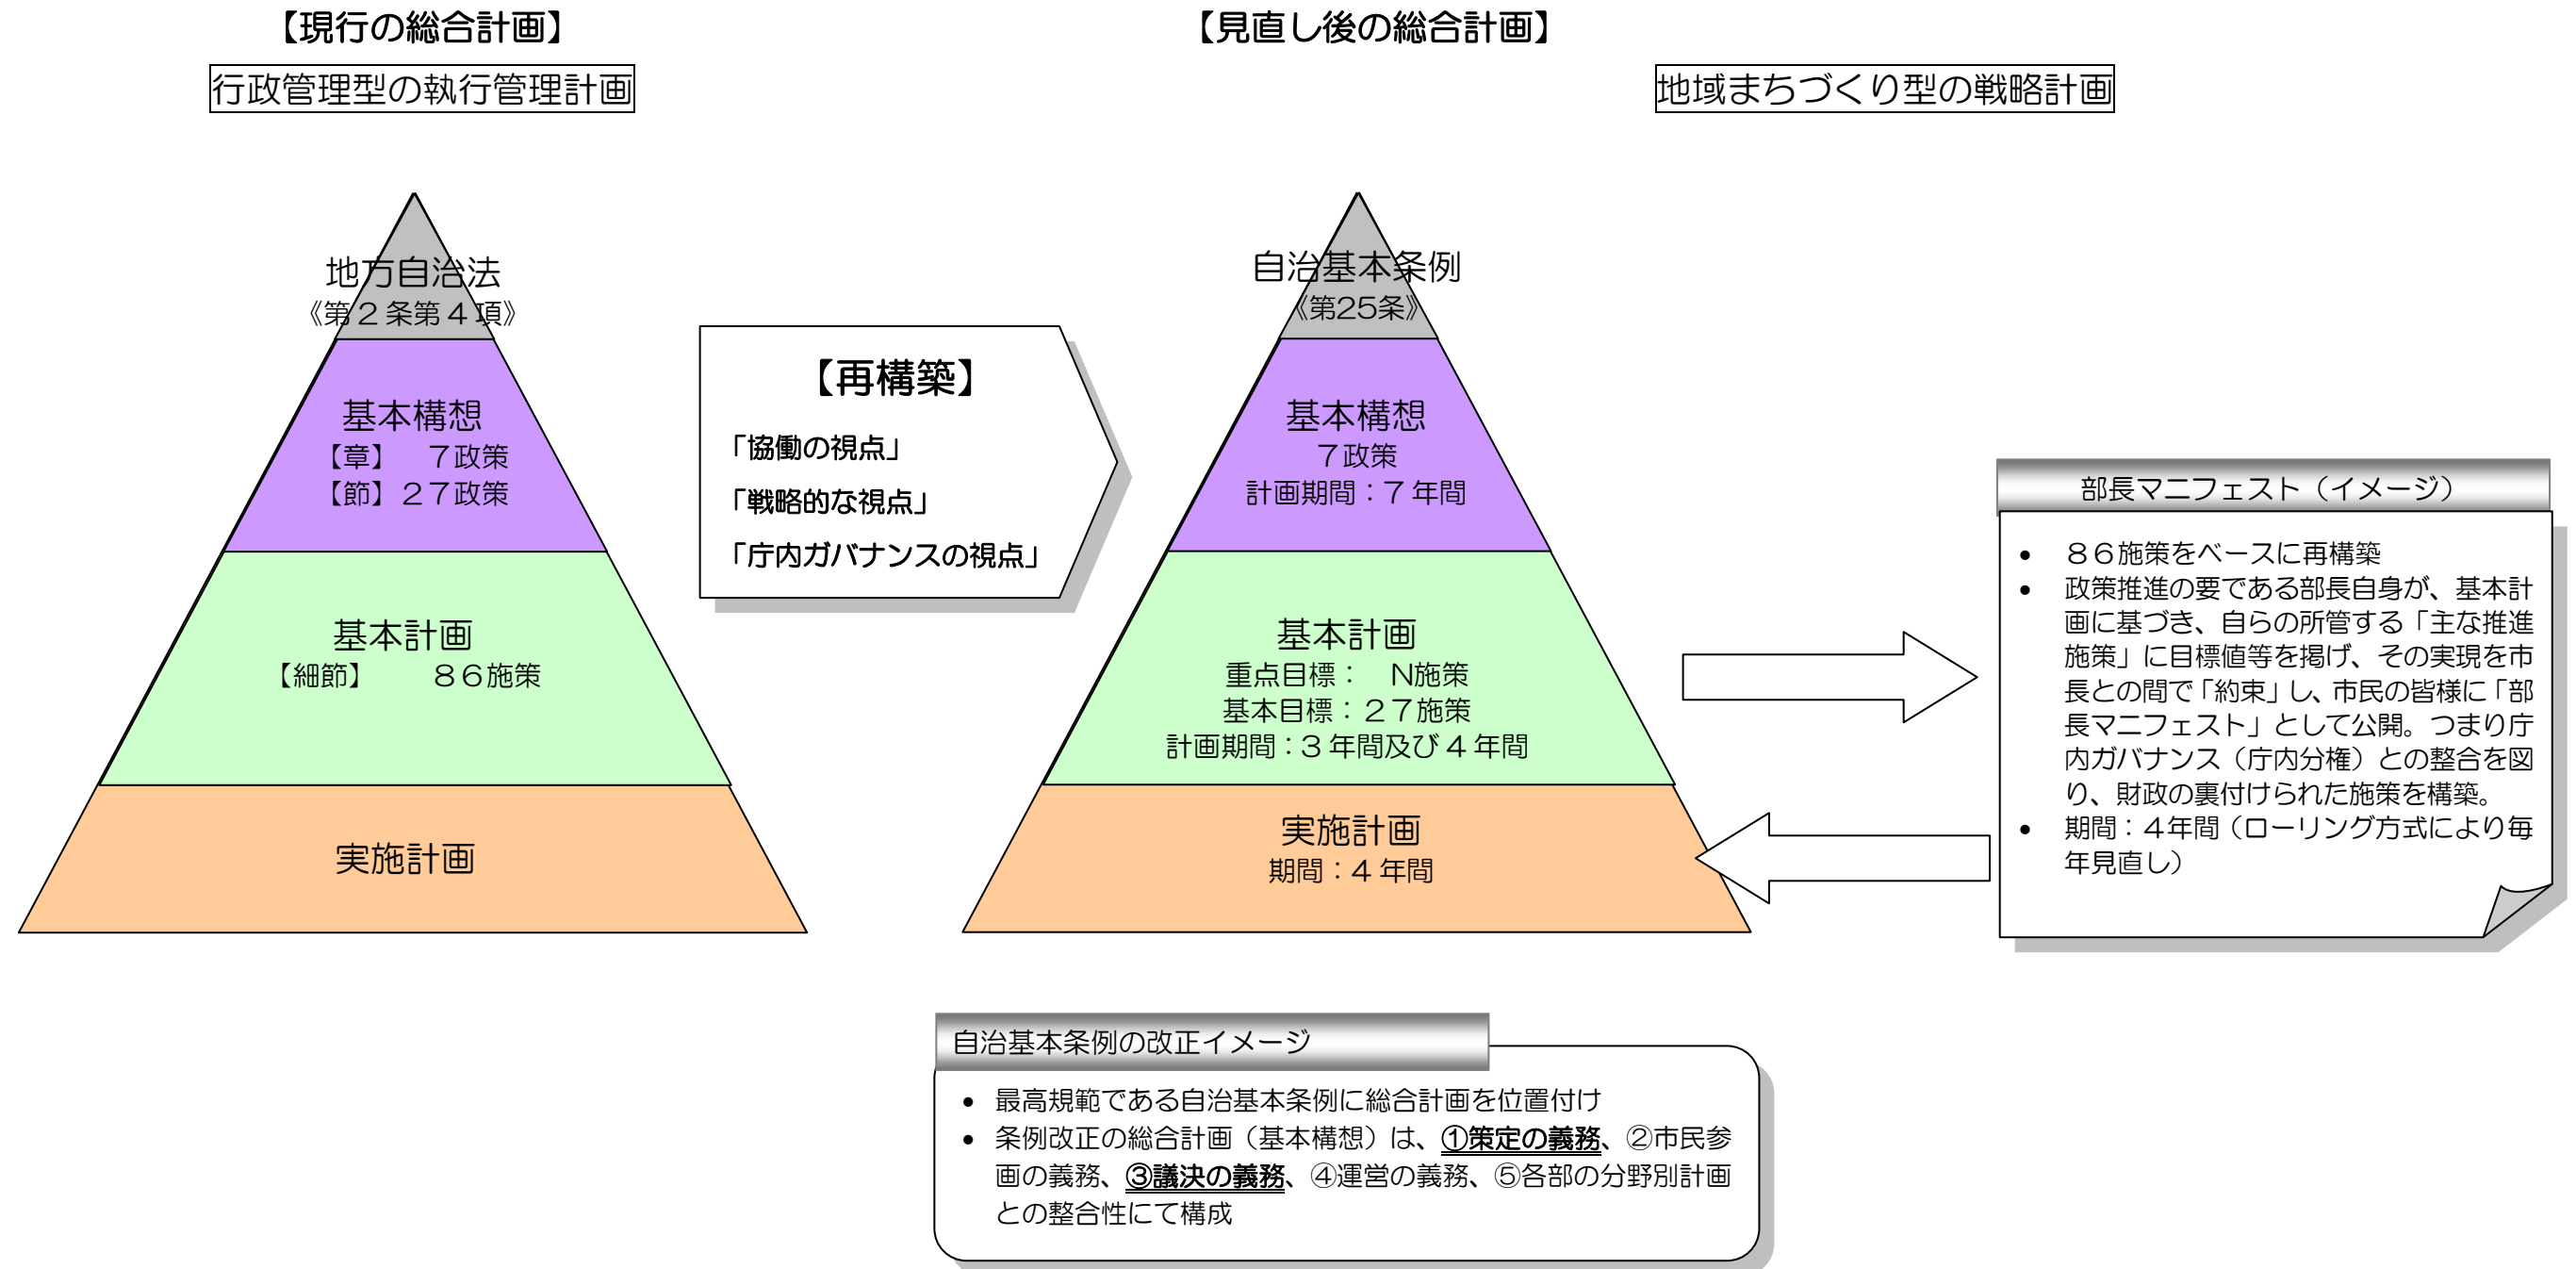 【現行の総合計画】
行政管理型の執行管理計画
地方自治法
《第２条第４項》
基本構想
【章】　７政策
【節】２７政策
基本計画
【細節】　　８６施策
実施計画
【再構築】
「協働の視点」
「戦略的な視点」
「庁内ガバナンスの視点」
【見直し後の総合計画】
地域まちづくり型の戦略計画
自治基本条例
《第25条》
基本構想
７政策
計画期間：７年間
基本計画
重点目標：　N施策
基本目標：２７施策
計画期間：３年間及び４年間
実施計画
期間：４年間
部長マニフェスト（イメージ）
• ８６施策をベースに再構築
• 政策推進の要である部長自身が、基本計
画に基づき、自らの所管する「主な推進
施策」に目標値等を掲げ、その実現を市
長との間で「約束」し、市民の皆様に「部
長マニフェスト」として公開。つまり庁
内ガバナンス（庁内分権）との整合を図
り、財政の裏付けられた施策を構築。
• 期間：４年間（ローリング方式により毎
年見直し）
自治基本条例の改正イメージ
• 最高規範である自治基本条例に総合計画を位置付け
• 条例改正の総合計画（基本構想）は、①策定の義務、②市民参
画の義務、③議決の義務、④運営の義務、⑤各部の分野別計画
との整合性にて構成